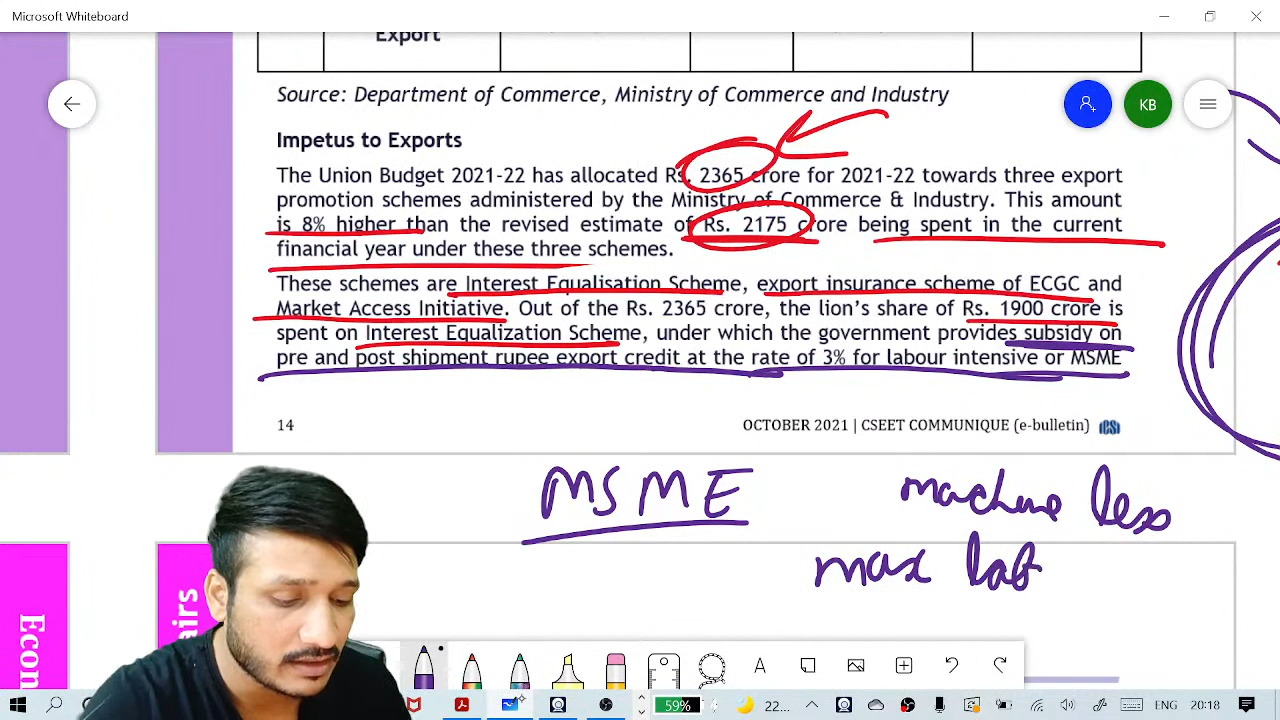 Microsoft Whiteboard
Export
Source: Department of Commerce, Ministry of Commerce and Industry
KB
Impetus to Exports
The Union Budget 2021-22 has allocated Rs. 2365 crore for 2021-22 towards three export
promotion schemes administered by the Ministry of Commerce & Industry. This amount
is 8% higher than the revised estimate of Rs. 2175 crore being spent in the current
financial year under these three schemes.
These schemes are Interest Equalisation Scheme, export insurance scheme of ECGC and
Market Access Initiative. Out of the Rs. 2365 crore, the lion's share of Rs. 1900 crore is
spent on Interest Equalization Scheme, under which the government provides subsidy on
pre and post shipment rupee export credit at the rate of 3% for labour intensive or MSME
14
OCTOBER 2021 | CSEET COMMUNIQUE (e-bulletin)
MSME
machine less
max lab
Econ
airs
59%
22...
ENG
20:18